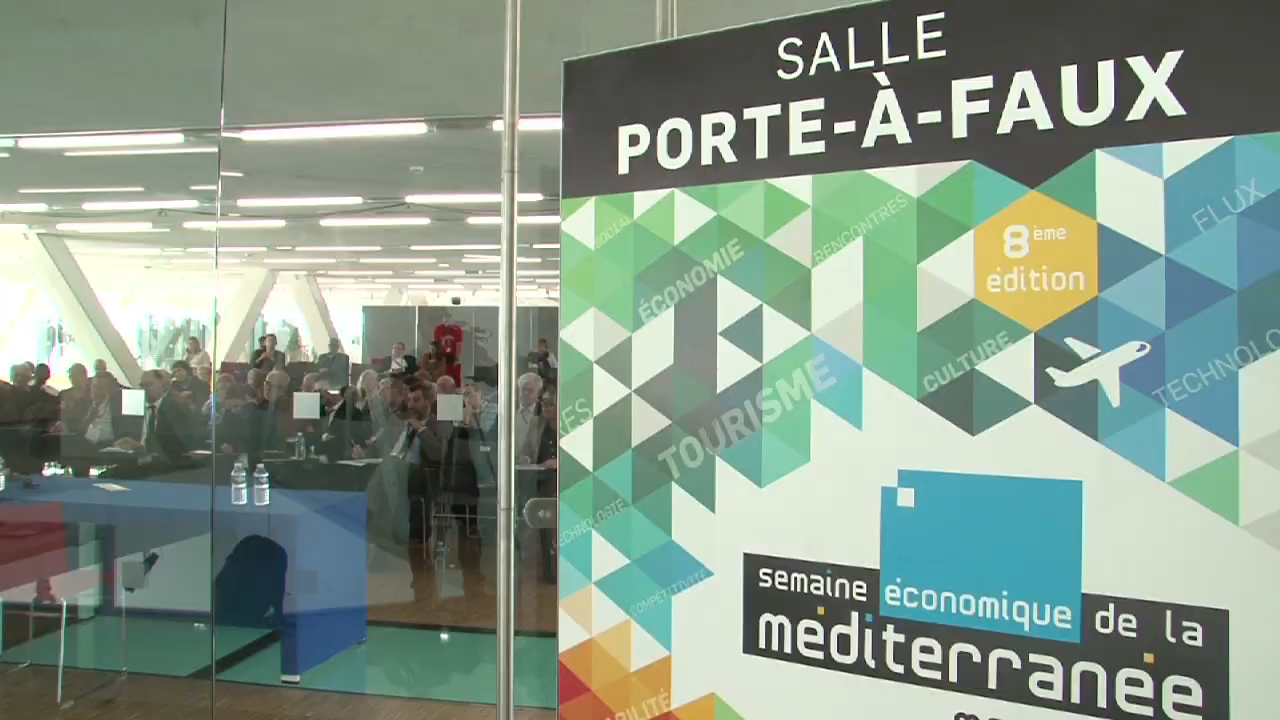 SALLE
PORTE-À-FAUX
SOCIAL
ÉCONOMIE
RENCONTRES
8ème
édition
FLUX
CULTURE
TOURISME
TECHNOLO
TECHNOLOGIE
COMPÉTITIVITÉ
semaine économique de la
méditerranée